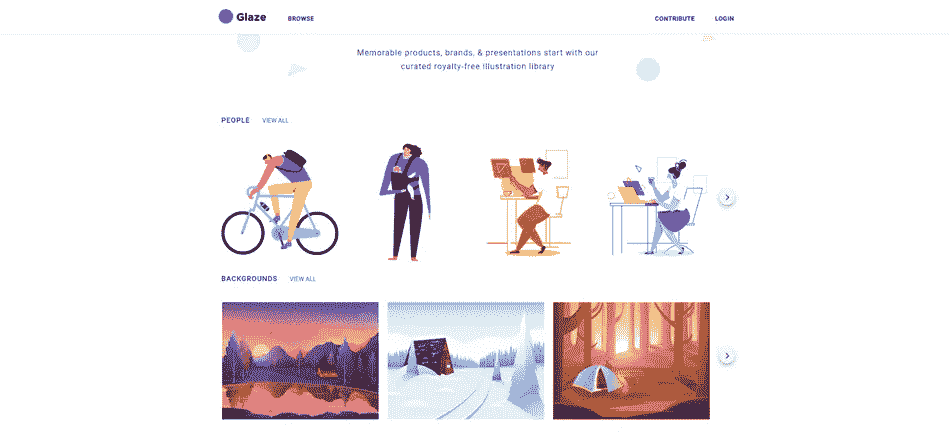 Glaze
BROWSE
CONTRIBUTE
LOGIN
Memorable products, brands, & presentations start with our
curated royalty-free illustration library
PEOPLE
VIEW ALL
BACKGROUNDS
VIEW ALL